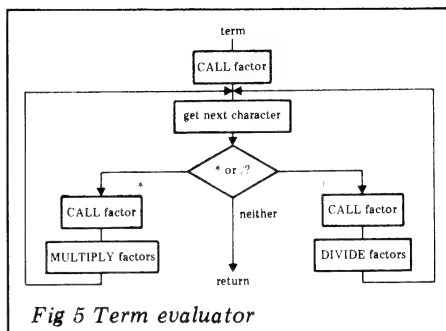 term
CALL factor
get next character
* or /?
*
/
CALL factor
neither
CALL factor
MULTIPLY factors
DIVIDE factors
return
Fig 5 Term evaluator